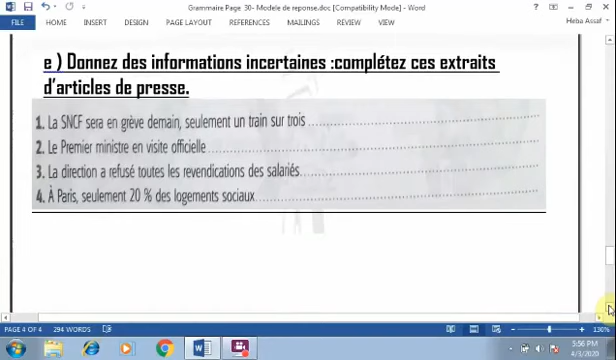 Grammaire Page 30- Modele de reponse.doc [Compatibility Mode] - Word
FILE HOME INSERT DESIGN PAGE LAYOUT REFERENCES MAILINGS REVIEW VIEW Heba Assaf
e ) Donnez des informations incertaines :complétez ces extraits
d'articles de presse.
1. La SNCF sera en grève demain, seulement un train sur trois
2. Le Premier ministre en visite officielle
3. La direction a refusé toutes les revendications des salariés
4. À Paris, seulement 20 % des logements sociaux
PAGE 4 OF 4 294 WORDS 130%
5:56 PM
4/3/2020